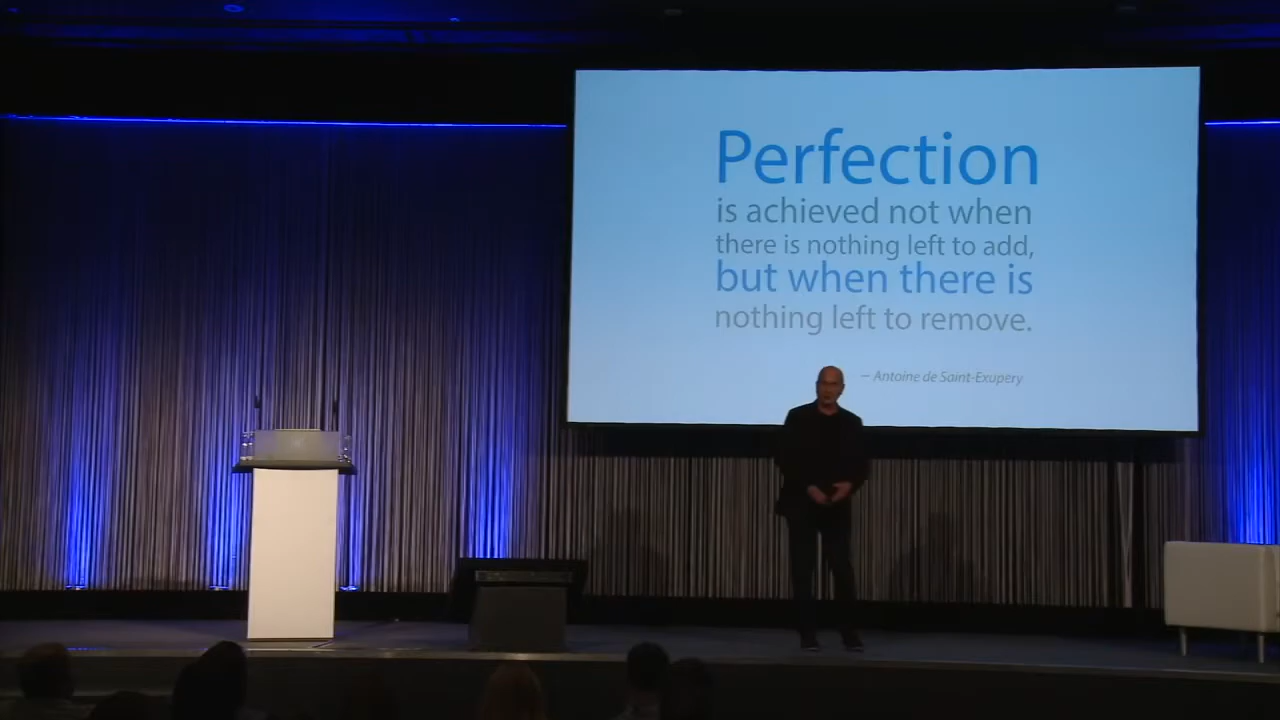 Perfection
is achieved not when
there is nothing left to add,
but when there is
nothing left to remove.
– Antoine de Saint-Exupery